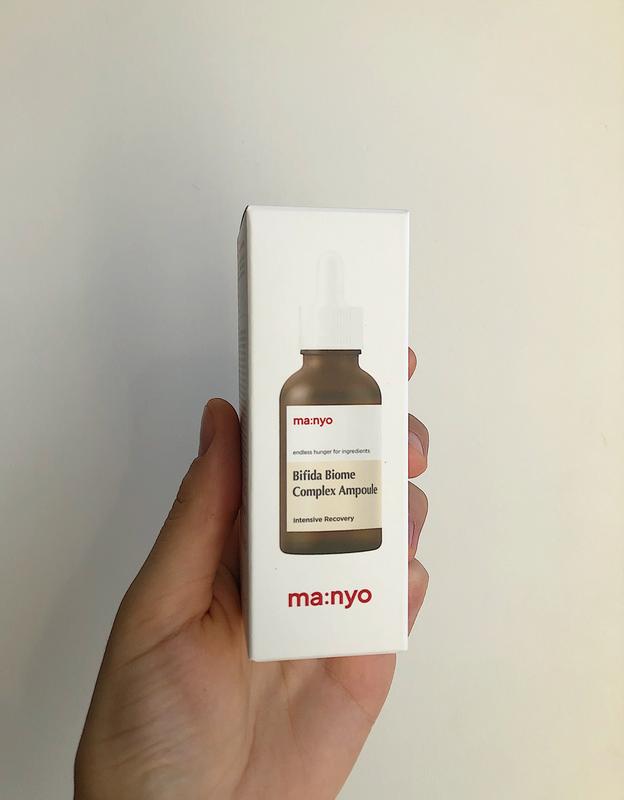 ma:nyo
endless hunger for ingredients
Bifida Biome
Complex Ampoule
Intensive Recovery
ma:nyo